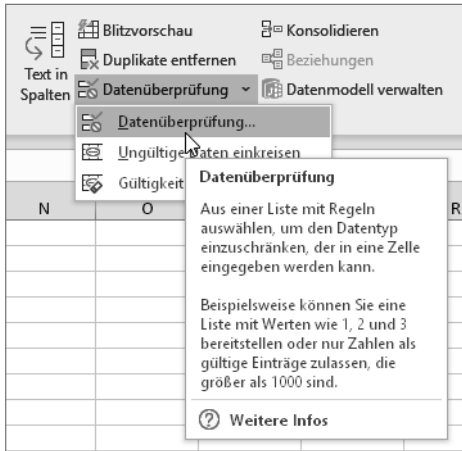 Text in
Spalten
Blitzvorschau
Duplikate entfernen
Datenüberprüfung
Konsolidieren
Beziehungen
Datenmodell verwalten
Datenüberprüfung...
Ungültige Daten einkreisen
Gültigkeit
N O R
Datenüberprüfung
Aus einer Liste mit Regeln
auswählen, um den Datentyp
einzuschränken, der in eine Zelle
eingegeben werden kann.
Beispielsweise können Sie eine
Liste mit Werten wie 1, 2 und 3
bereitstellen oder nur Zahlen als
gültige Einträge zulassen, die
größer als 1000 sind.
Weitere Infos